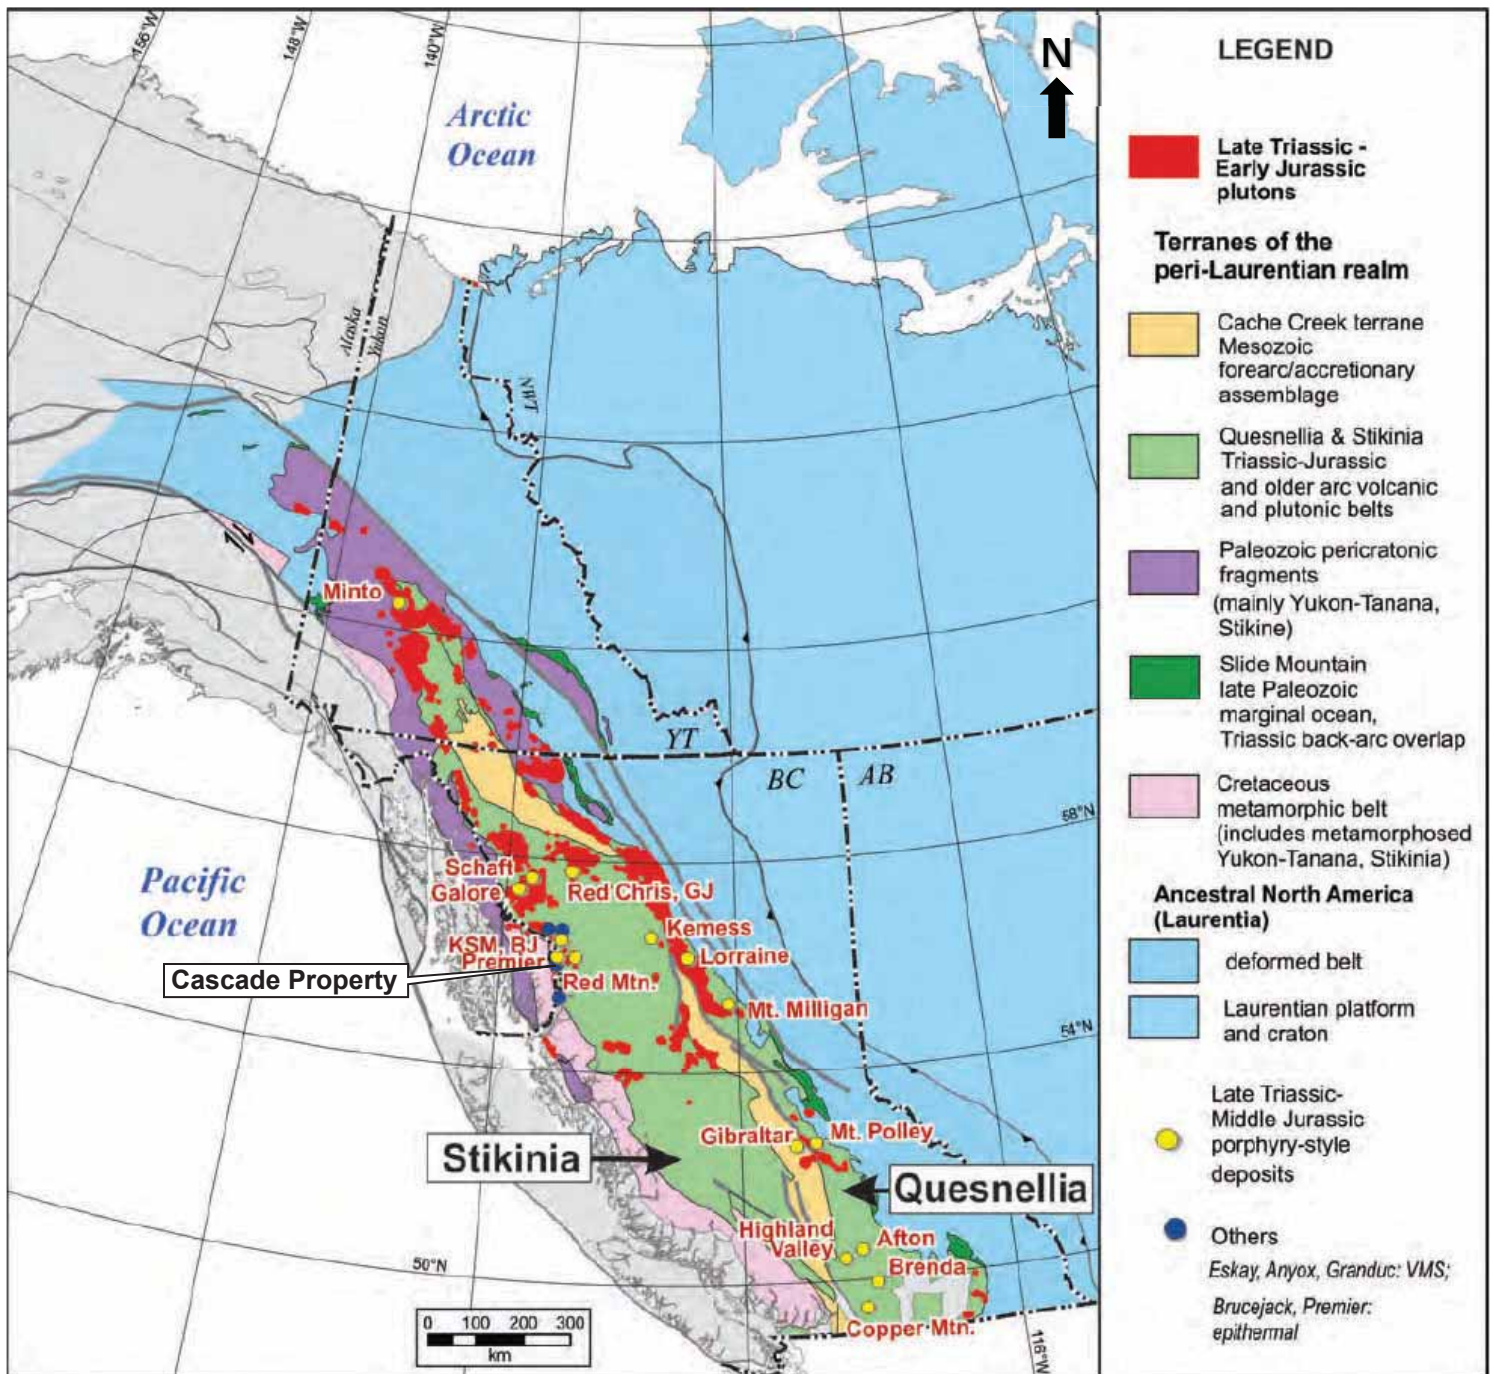 156°W
148°W
140°W
N
Arctic
Ocean
Alaska
Yukon
NWT
Minto
YT
BC
AB
58°N
Pacific
Ocean
Schaft
Galore
Red Chris, GJ
Kemess
KSM, BJ
Premier
Lorraine
Cascade Property
Red Mtn.
Mt. Milligan
54°N
Gibraltar
Mt. Polley
Stikinia
Quesnellia
Highland
Valley
Afton
Brenda
50°N
Copper Mtn.
0 100 200 300
km
116°W
LEGEND
Late Triassic -
Early Jurassic
plutons
Terranes of the
peri-Laurentian realm
Cache Creek terrane
Mesozoic
forearc/accretionary
assemblage
Quesnellia & Stikinia
Triassic-Jurassic
and older arc volcanic
and plutonic belts
Paleozoic pericratonic
fragments
(mainly Yukon-Tanana,
Stikine)
Slide Mountain
late Paleozoic
marginal ocean,
Triassic back-arc overlap
Cretaceous
metamorphic belt
(includes metamorphosed
Yukon-Tanana, Stikinia)
Ancestral North America
(Laurentia)
deformed belt
Laurentian platform
and craton
Late Triassic-
Middle Jurassic
porphyry-style
deposits
Others
Eskay, Anyox, Granduc: VMS;
Brucejack, Premier:
epithermal